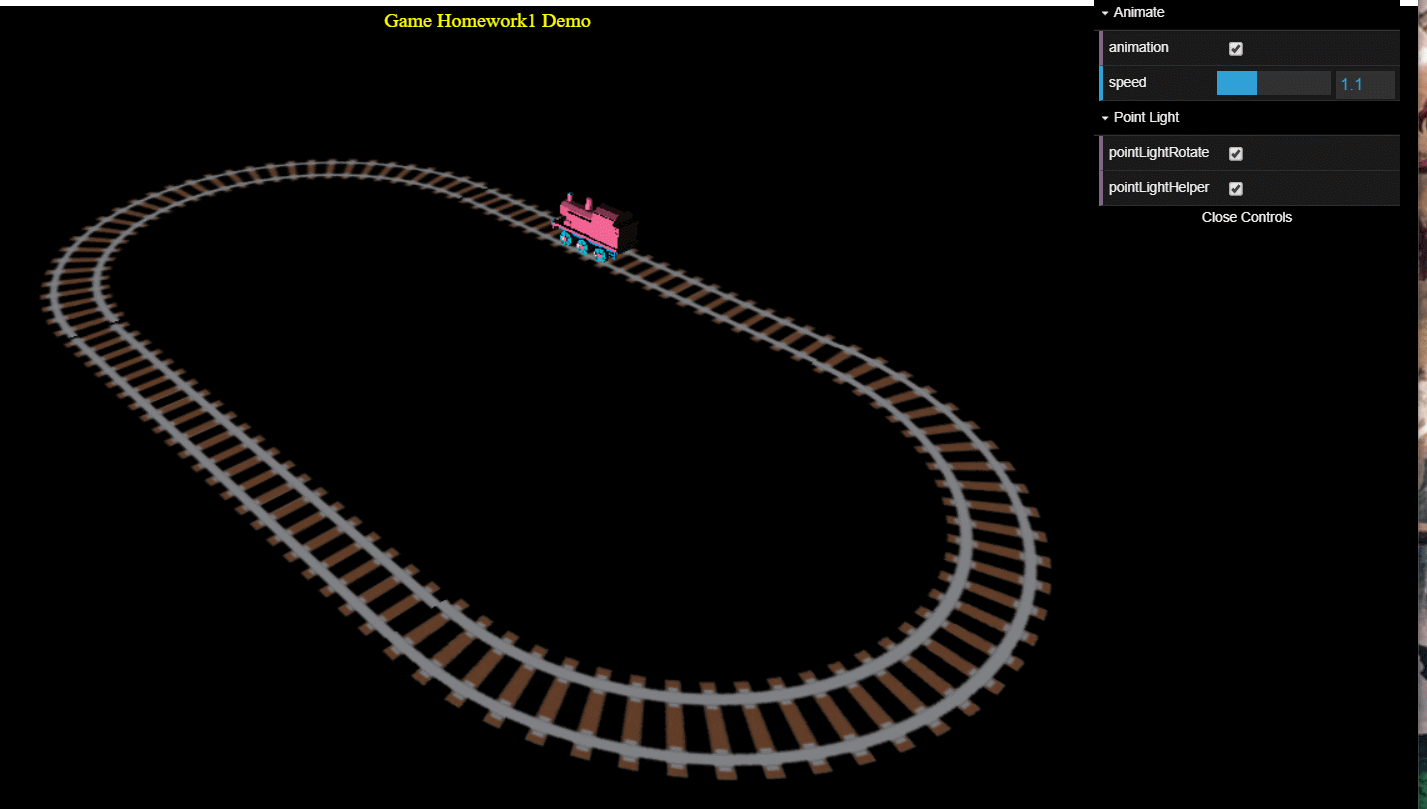 Game Homework1 Demo
Animate
animation
speed 1.1
Point Light
pointLightRotate
pointLightHelper
Close Controls